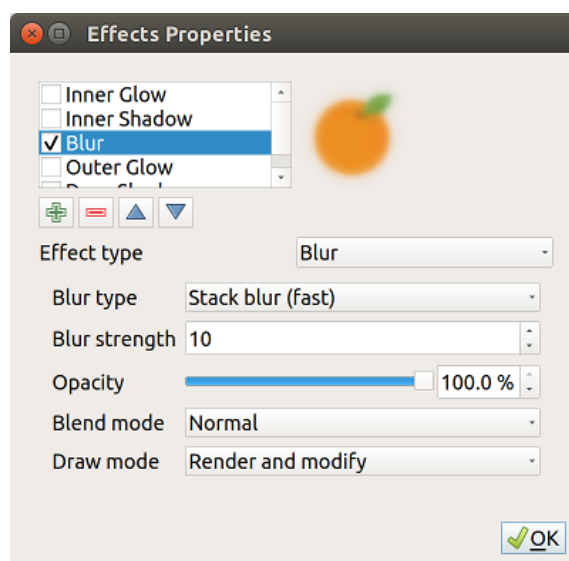 Effects Properties
Inner Glow
Inner Shadow
Blur
Outer Glow
Effect type Blur
Blur type Stack blur (fast)
Blur strength 10
Opacity 100.0 %
Blend mode Normal
Draw mode Render and modify
OK